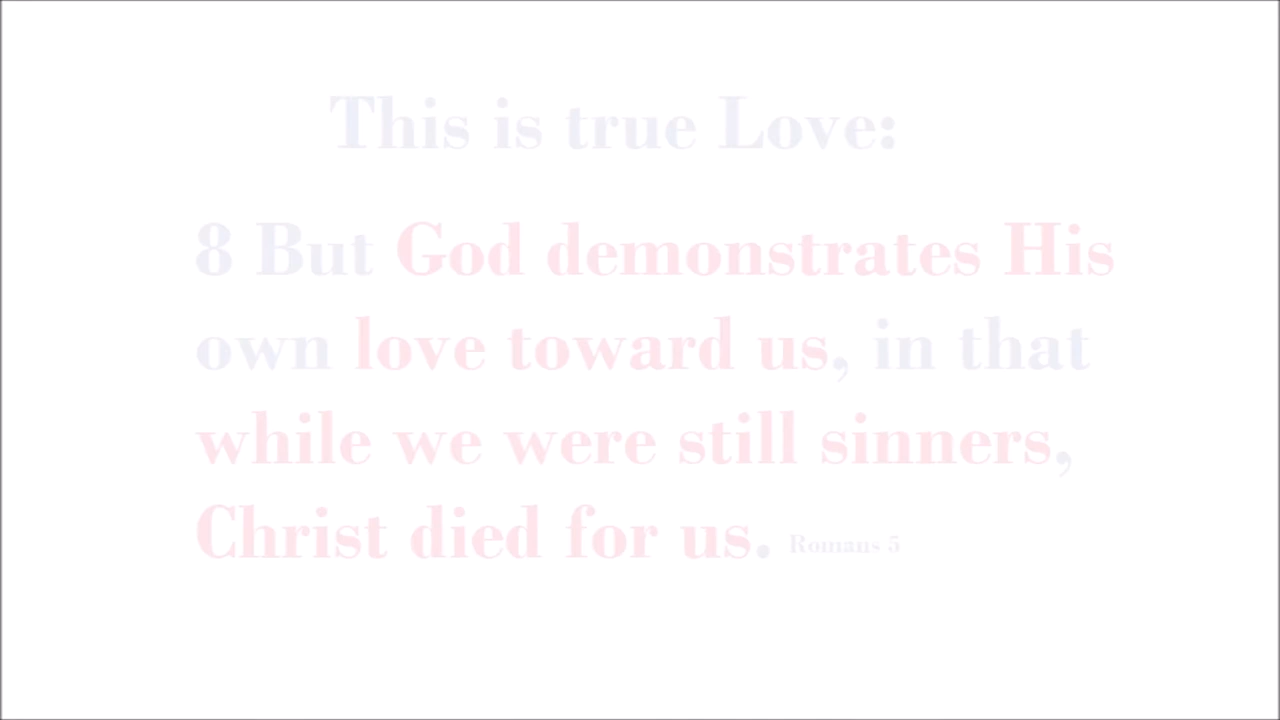 This is true Love:
8 But God demonstrates His
own love toward us, in that
while we were still sinners,
Christ died for us. Romans 5